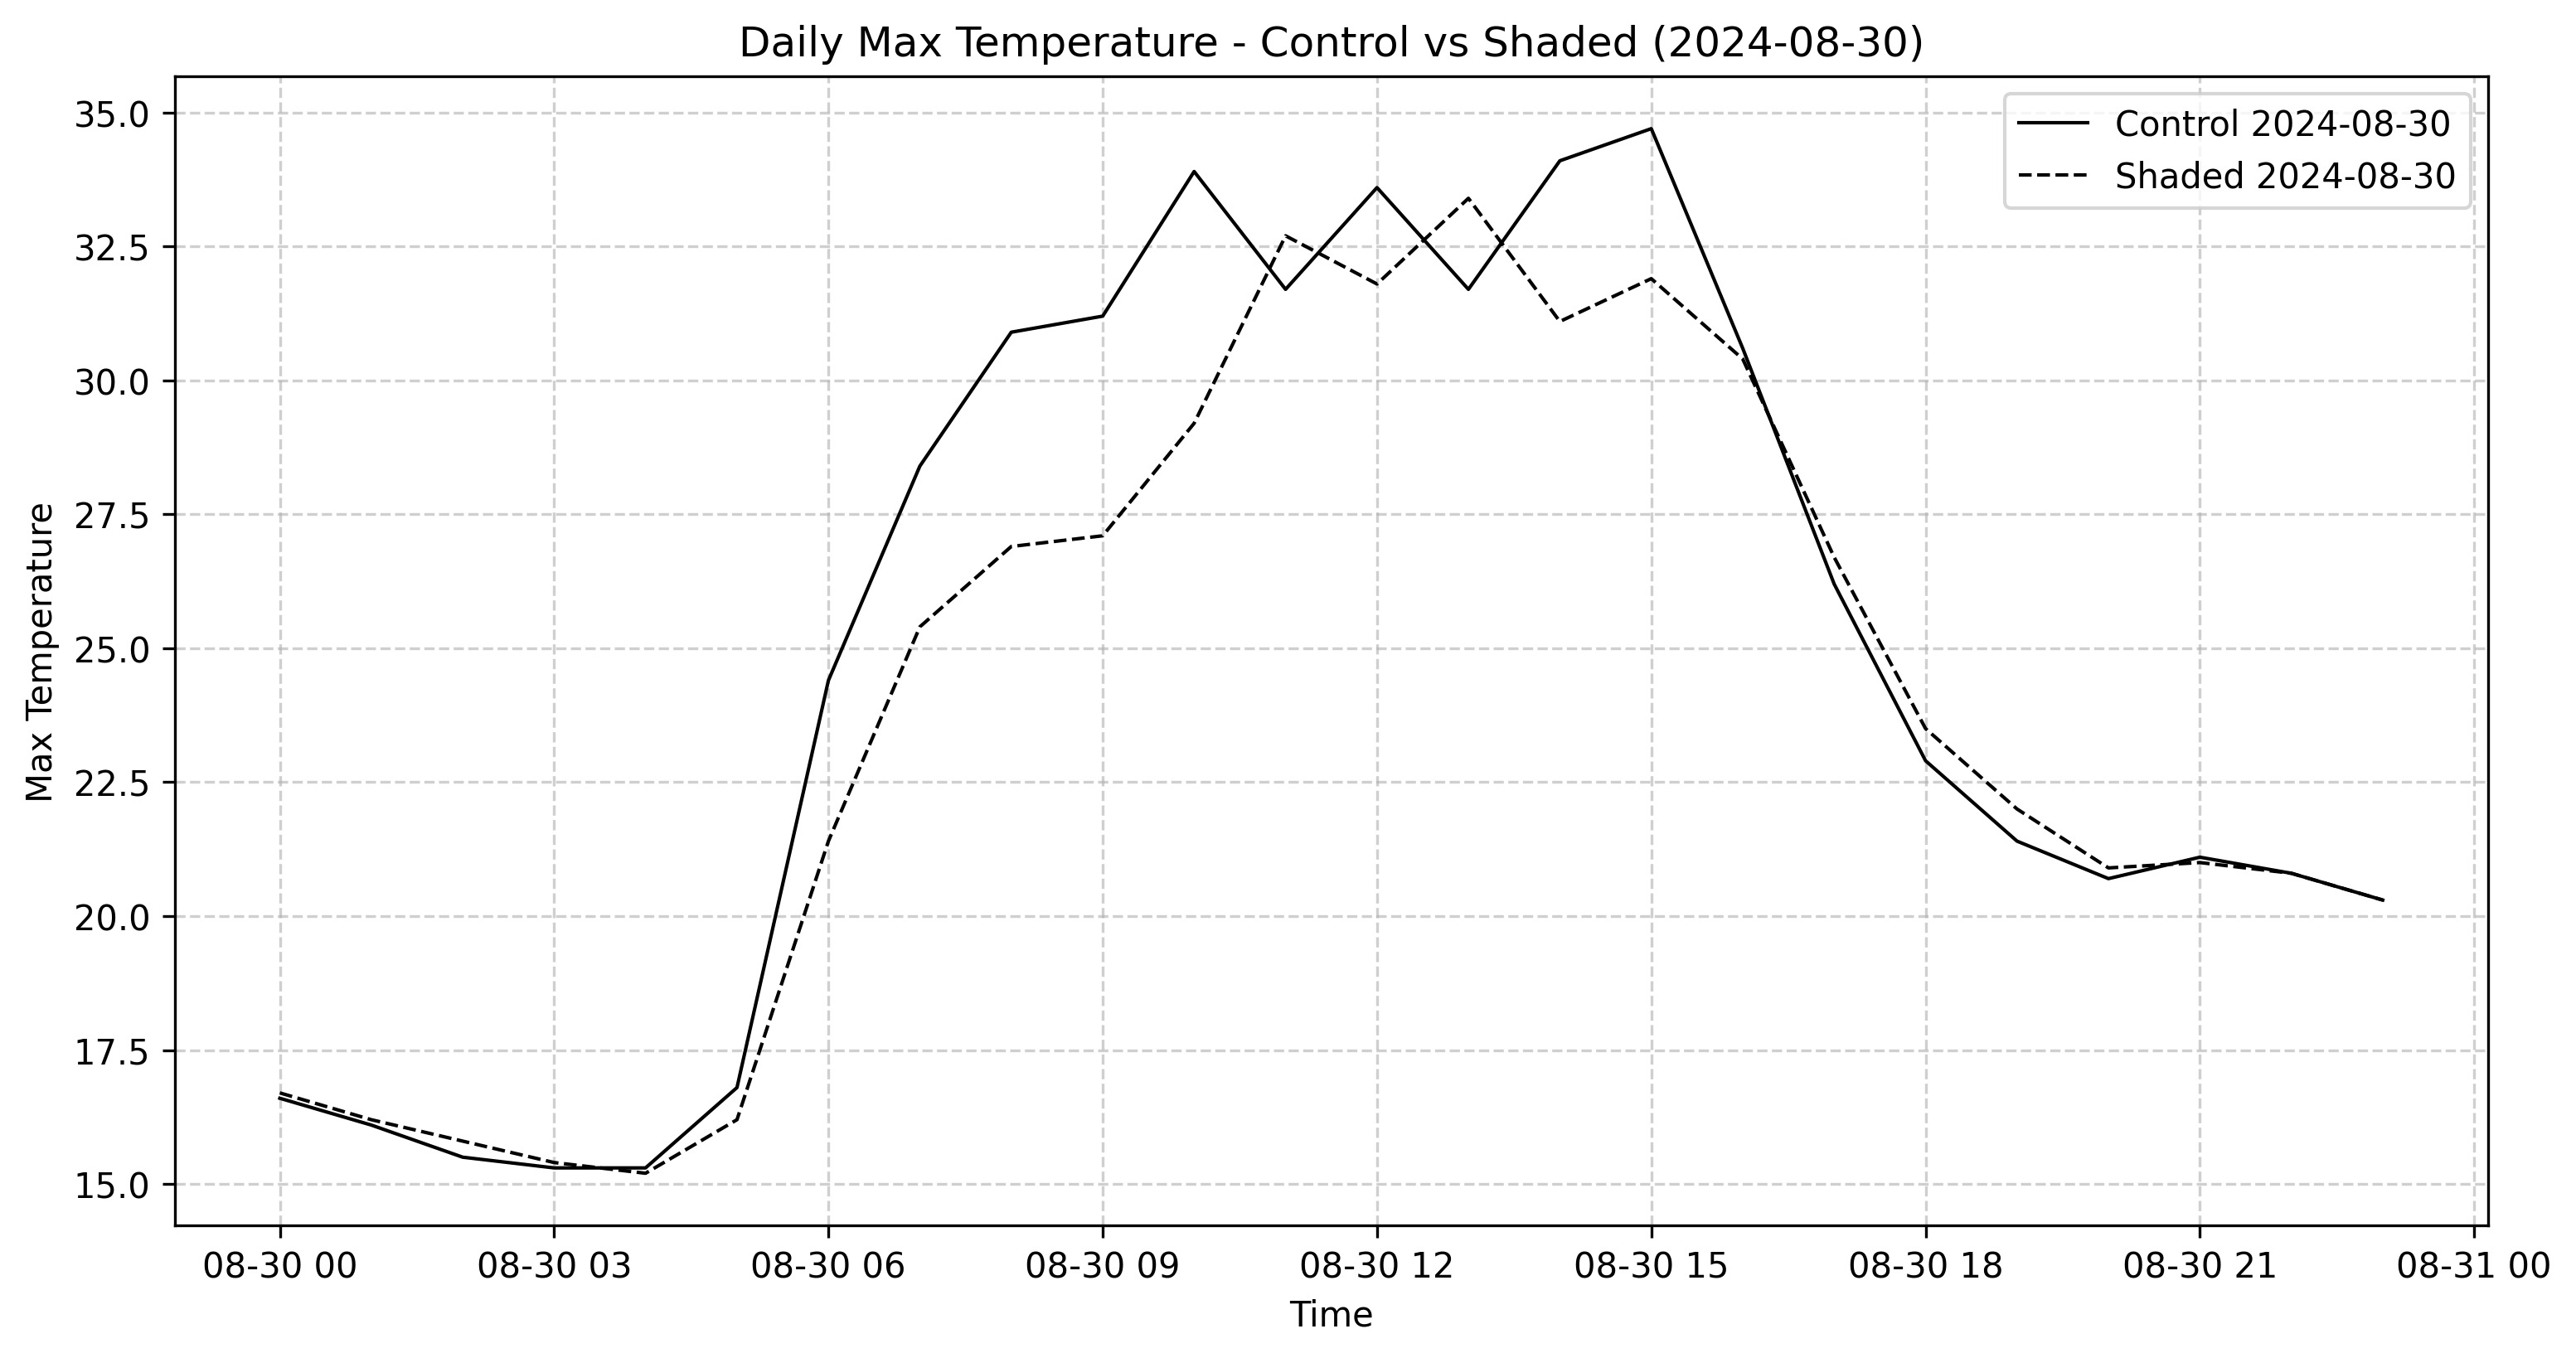 Daily Max Temperature - Control vs Shaded (2024-08-30)
Control 2024-08-30
Shaded 2024-08-30
Max Temperature
35.0
32.5
30.0
27.5
25.0
22.5
20.0
17.5
15.0
08-30 00 08-30 03 08-30 06 08-30 09 08-30 12 08-30 15 08-30 18 08-30 21 08-31 00
Time